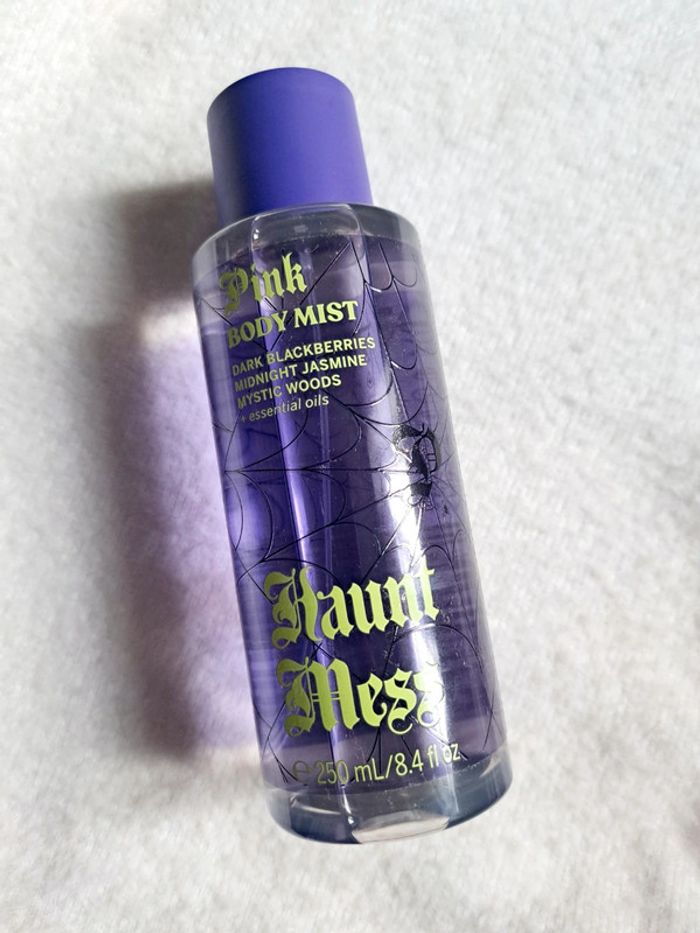 Pink
BODY MIST
DARK BLACKBERRIES
MIDNIGHT JASMINE
MYSTIC WOODS
+ essential oils
Haunt
Mess
℮ 250 mL/8.4 fl oz